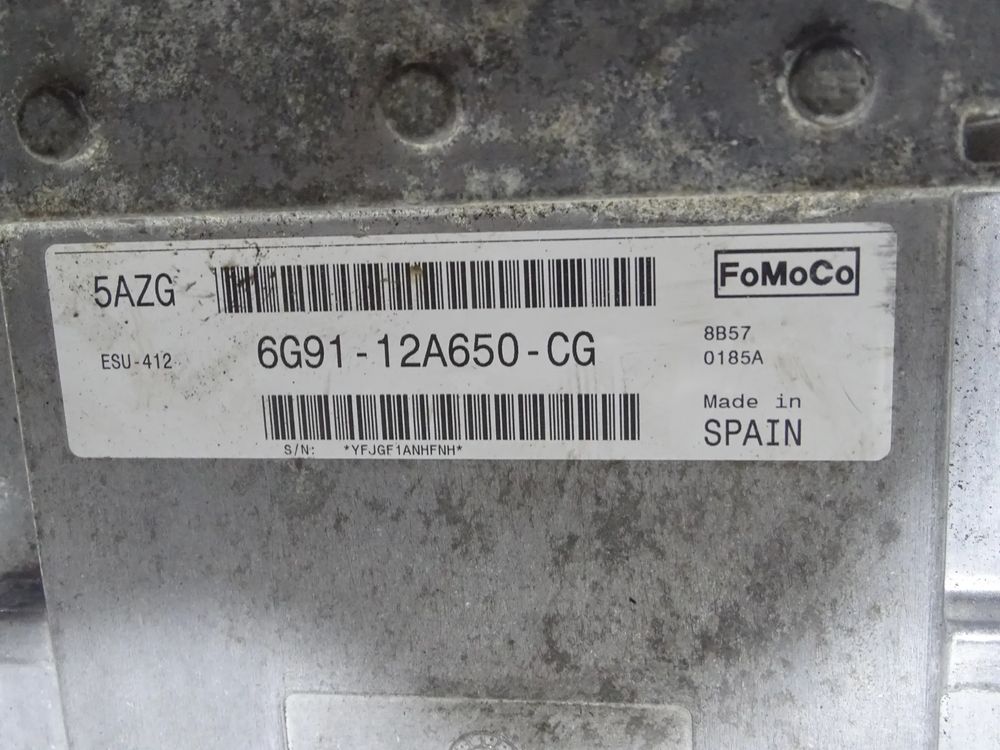 5AZG
FoMoCo
ESU-412
6G91-12A650-CG
8B57
0185A
Made in
SPAIN
S/N: *YFJGF1ANHFNH*